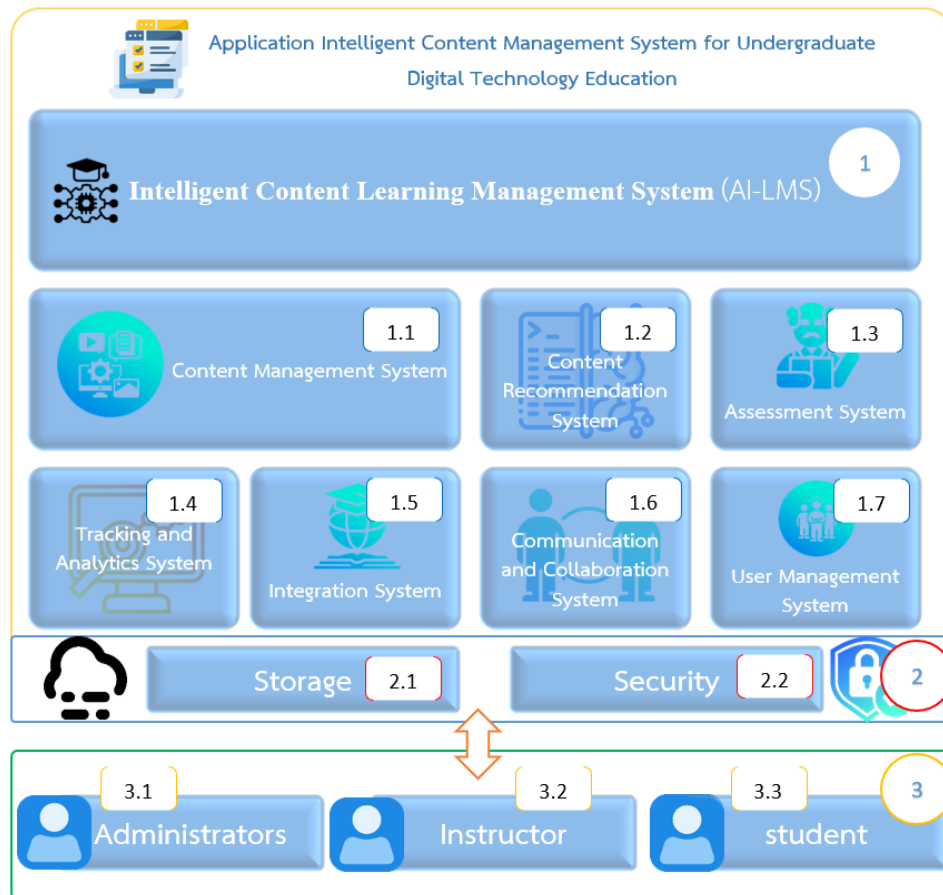 Application Intelligent Content Management System for Undergraduate
Digital Technology Education
1
Intelligent Content Learning Management System (AI-LMS)
1.1
Content Management System
1.2
Content
Recommendation
System
1.3
Assessment System
1.4
Tracking and
Analytics System
1.5
Integration System
1.6
Communication
and Collaboration
System
1.7
User Management
System
Storage
2.1
Security
2.2
2
3
3.1
Administrators
3.2
Instructor
3.3
student